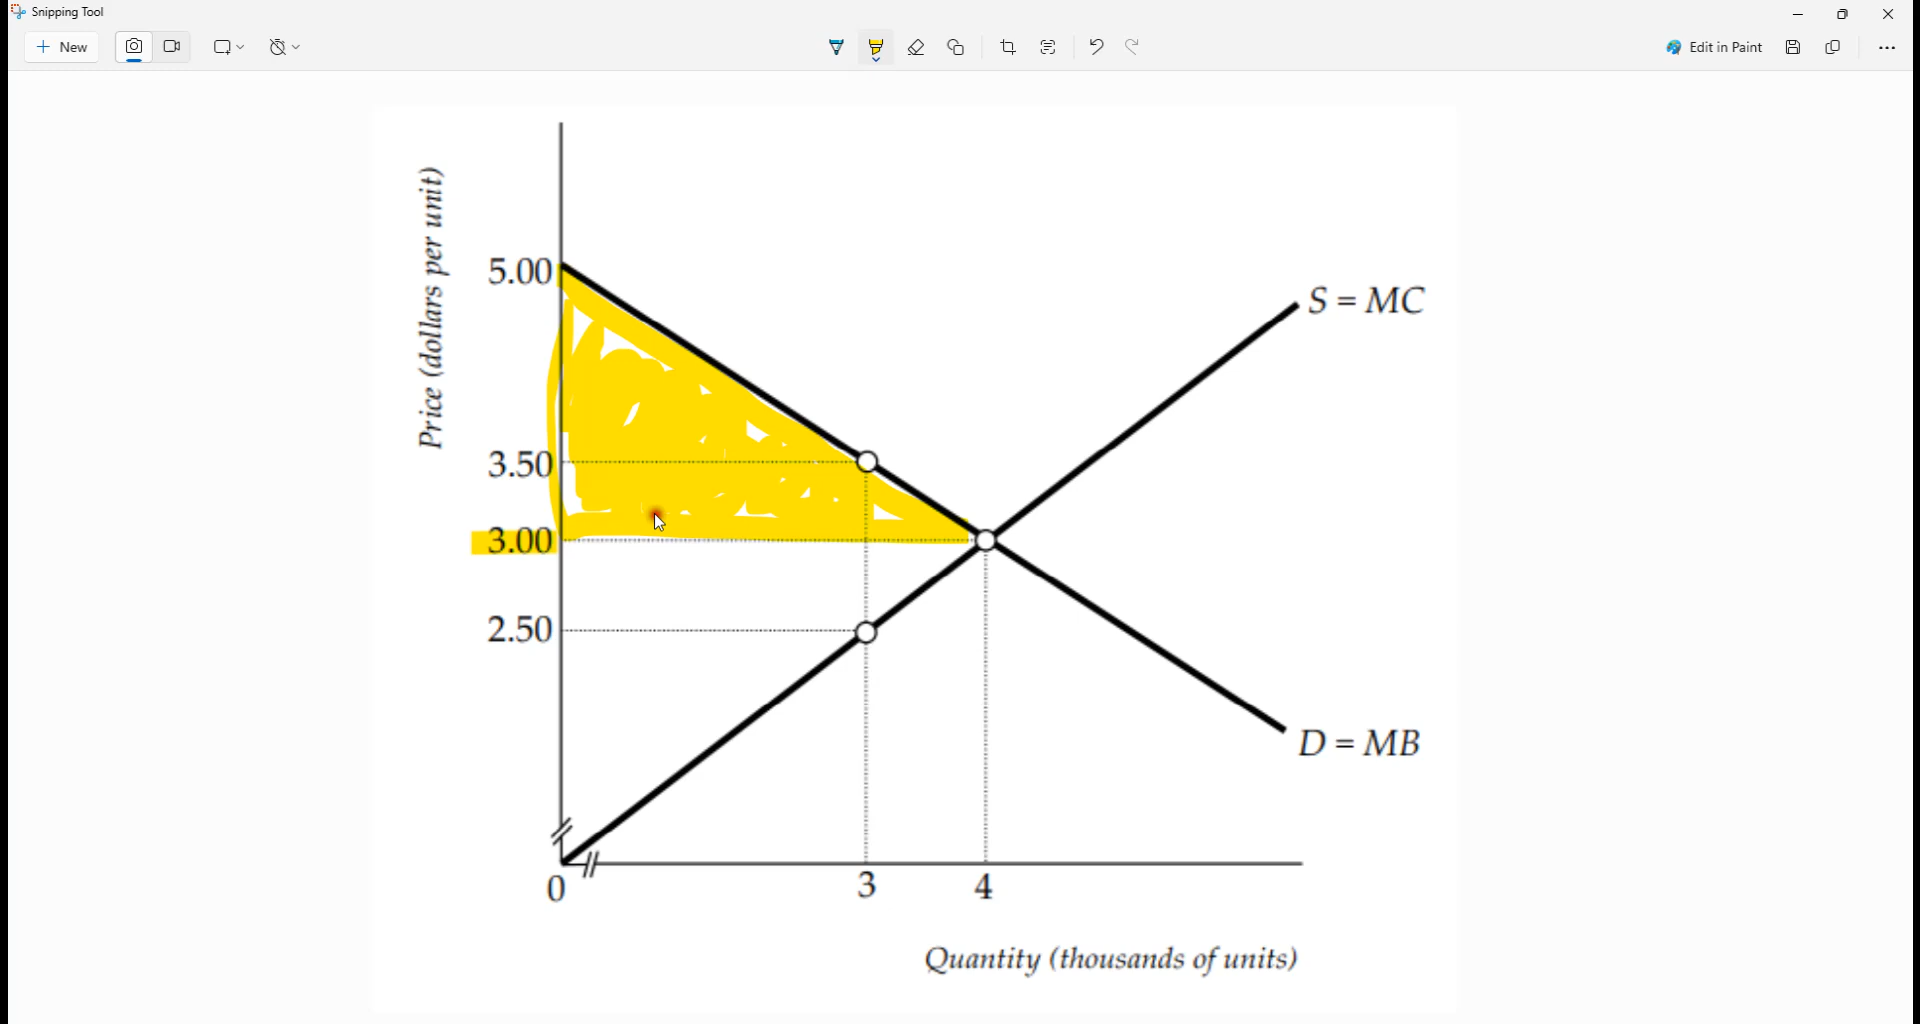 Snipping Tool
New
Edit in Paint
Price (dollars per unit)
5.00
S = MC
3.50
3.00
2.50
D = MB
0
3
4
Quantity (thousands of units)